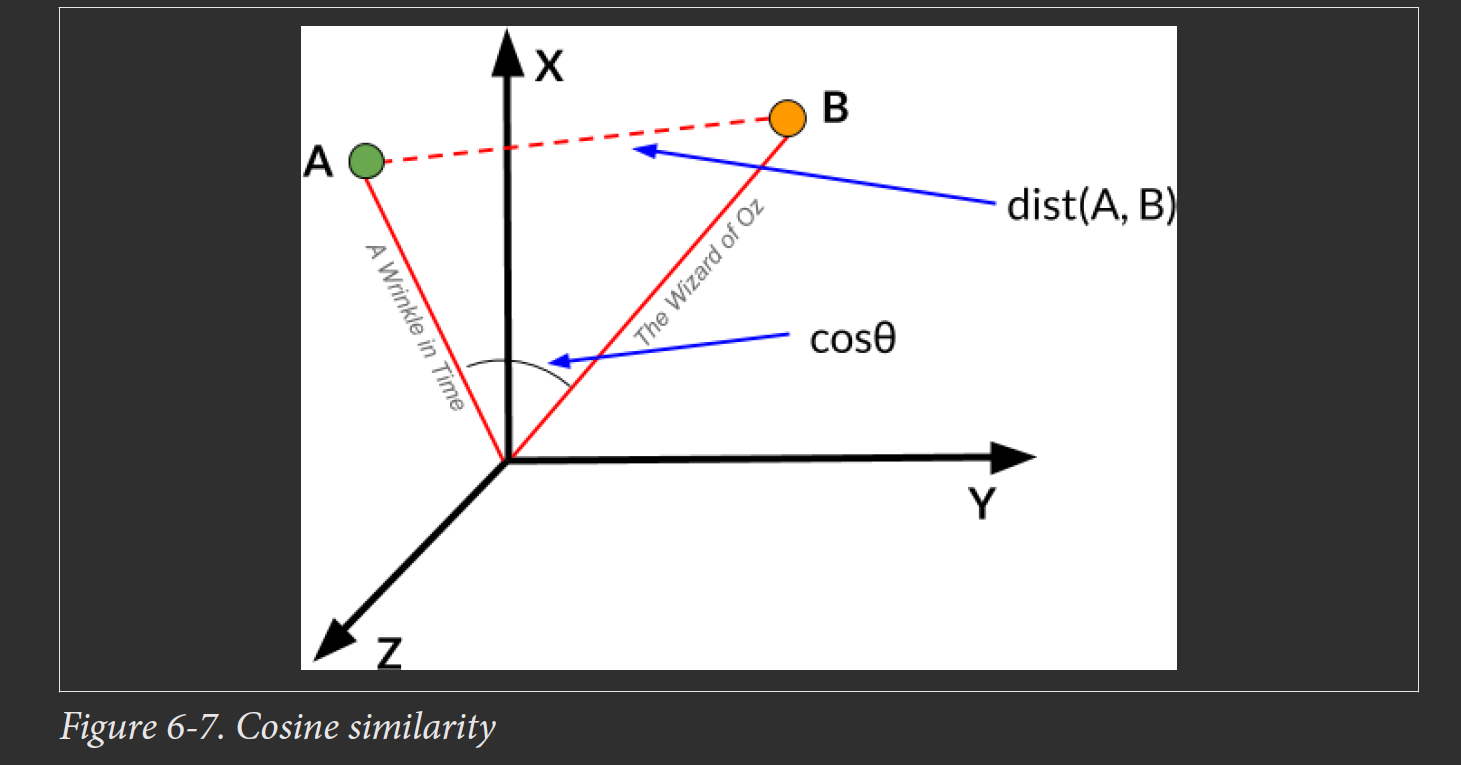 X
B
A
dist(A, B)
A Wrinkle in Time
The Wizard of Oz
cosθ
Y
Z
Figure 6-7. Cosine similarity